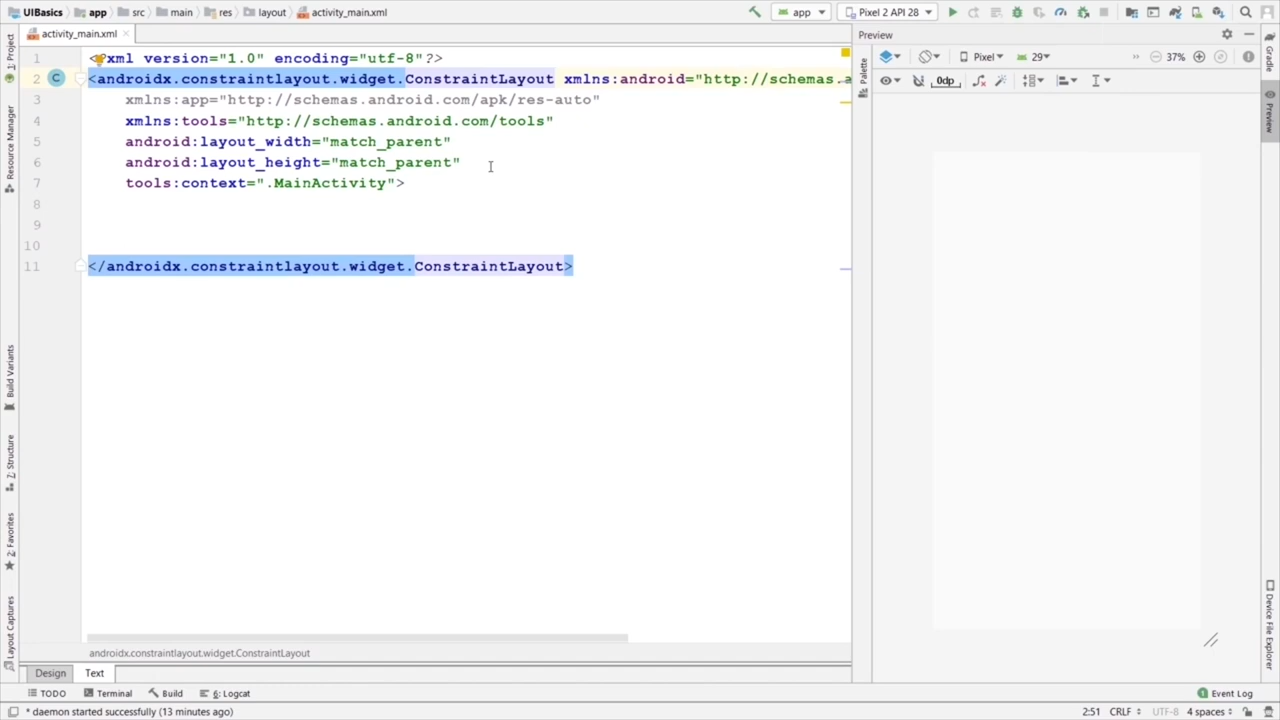 UIBasics app src main res layout activity_main.xml app Pixel 2 API 28
activity_main.xml
Preview
1: Project
Resource Manager
Build Variants
7: Structure
2: Favorites
Layout Captures
1 <?xml version="1.0" encoding="utf-8"?>
2 <androidx.constraintlayout.widget.ConstraintLayout xmlns:android="http://schemas.a
3 xmlns:app="http://schemas.android.com/apk/res-auto"
4 xmlns:tools="http://schemas.android.com/tools"
5 android:layout_width="match_parent"
6 android:layout_height="match_parent"
7 tools:context=".MainActivity">
8
9
10
11 </androidx.constraintlayout.widget.ConstraintLayout>
C
Palette
Pixel 29 37%
0dp
Gradle
Preview
Device File Explorer
androidx.constraintlayout.widget.ConstraintLayout
Design Text
TODO Terminal Build 6: Logcat Event Log
* daemon started successfully (13 minutes ago) 2:51 CRLF UTF-8 4 spaces